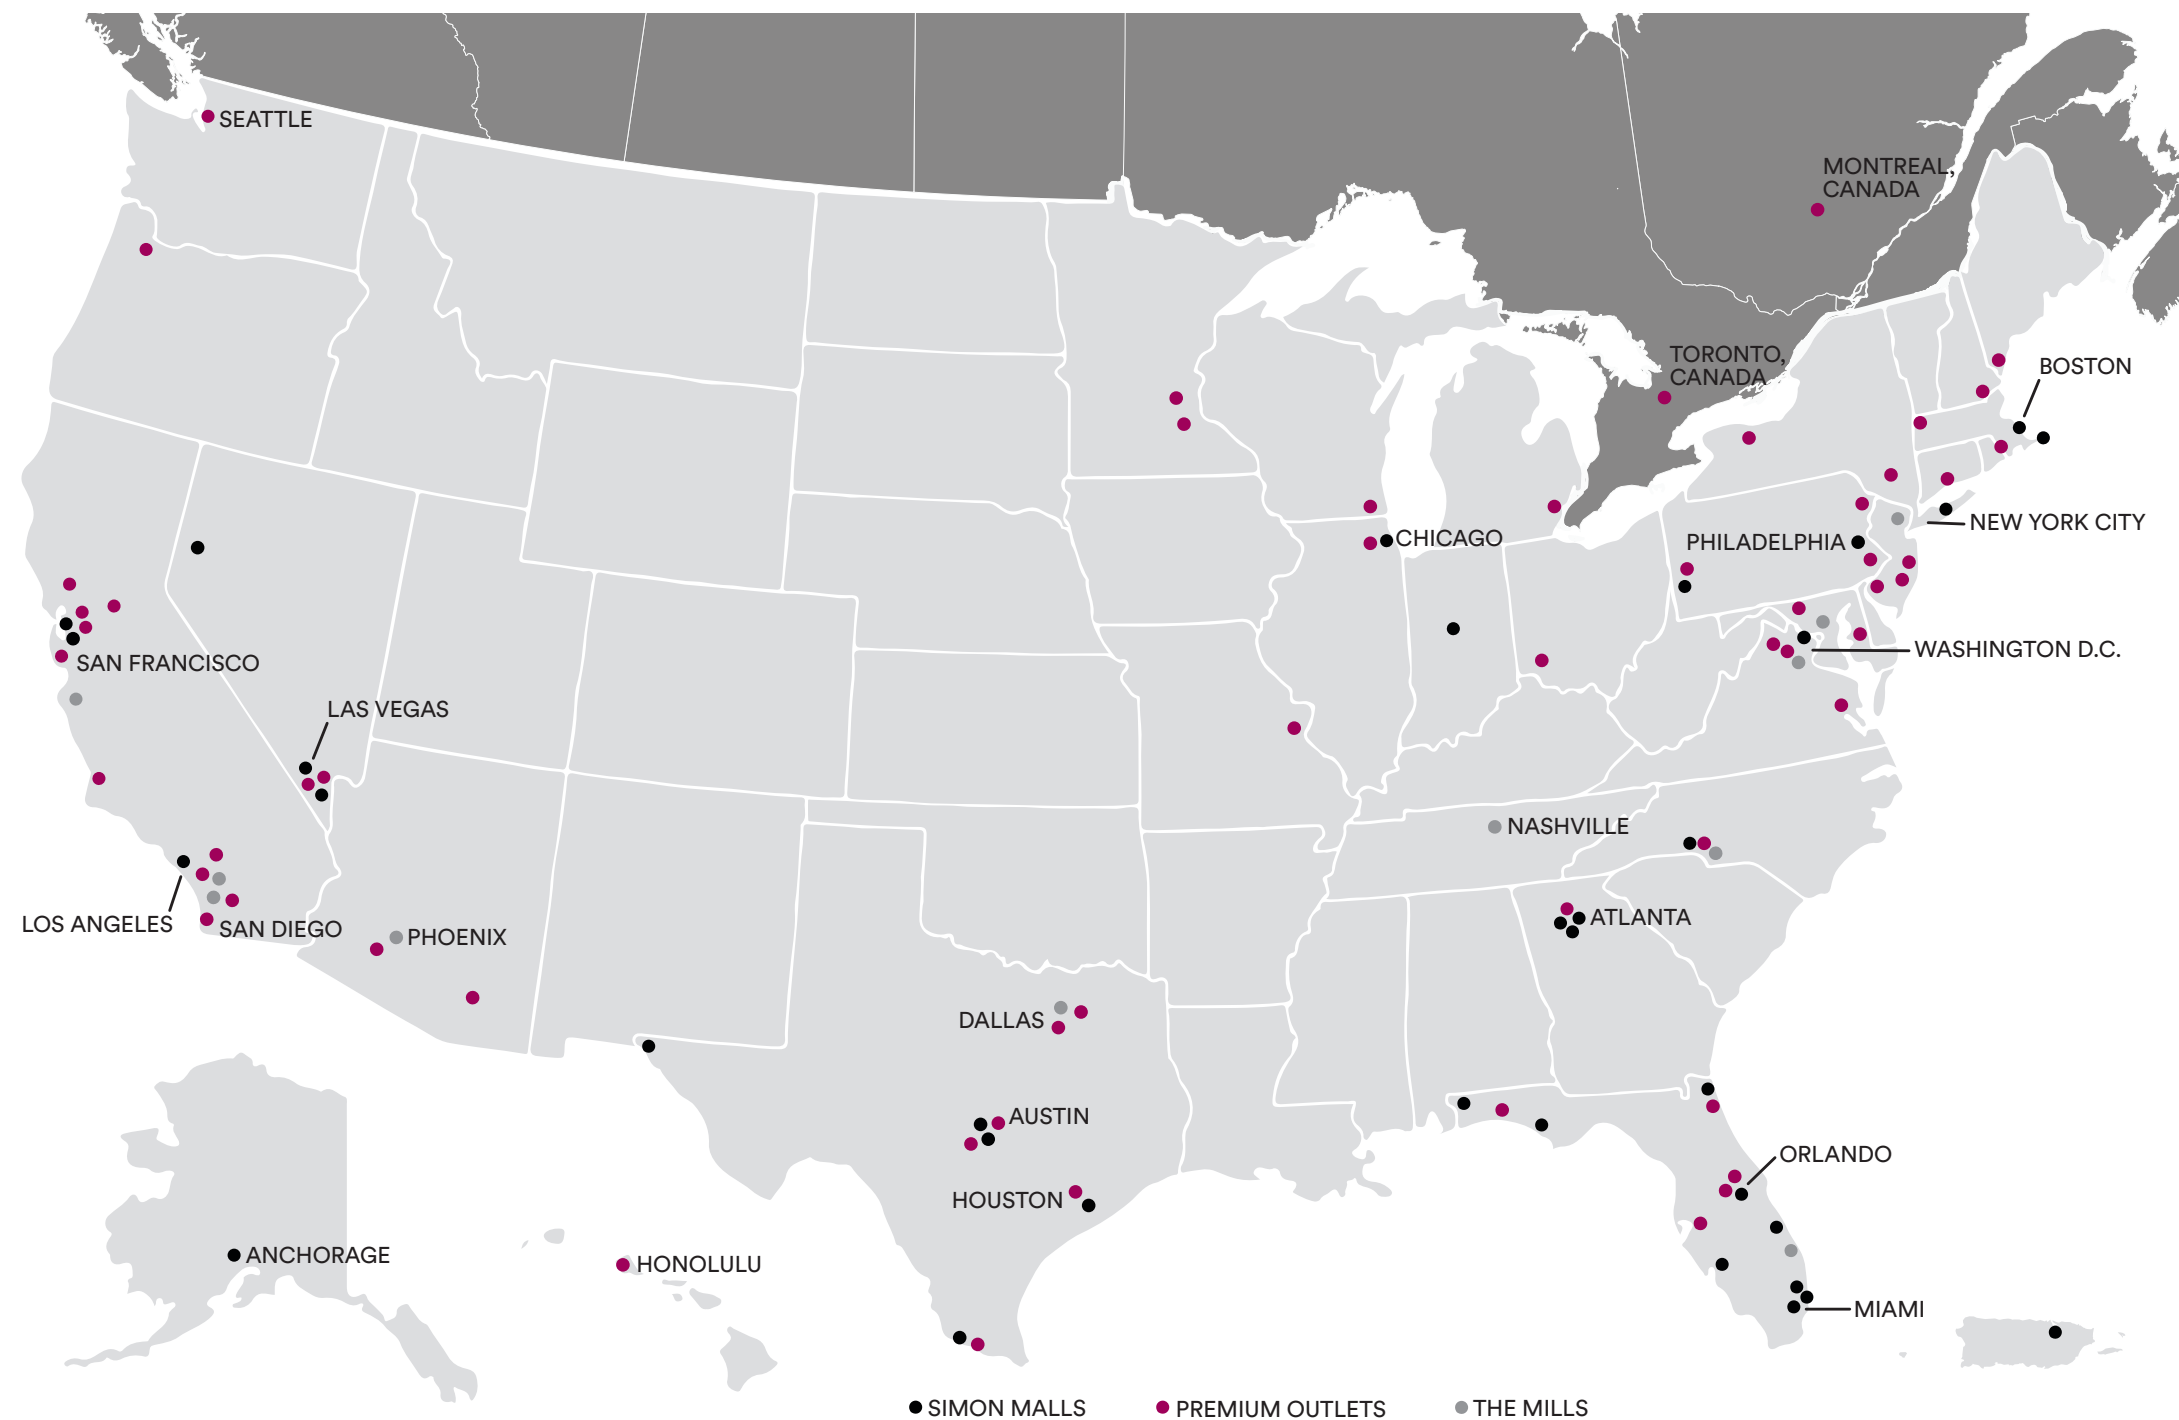 SEATTLE
MONTREAL,
CANADA
TORONTO,
CANADA
BOSTON
NEW YORK CITY
CHICAGO
PHILADELPHIA
WASHINGTON D.C.
SAN FRANCISCO
LAS VEGAS
NASHVILLE
LOS ANGELES
SAN DIEGO
PHOENIX
ATLANTA
DALLAS
AUSTIN
ORLANDO
HOUSTON
ANCHORAGE
HONOLULU
MIAMI
SIMON MALLS
PREMIUM OUTLETS
THE MILLS